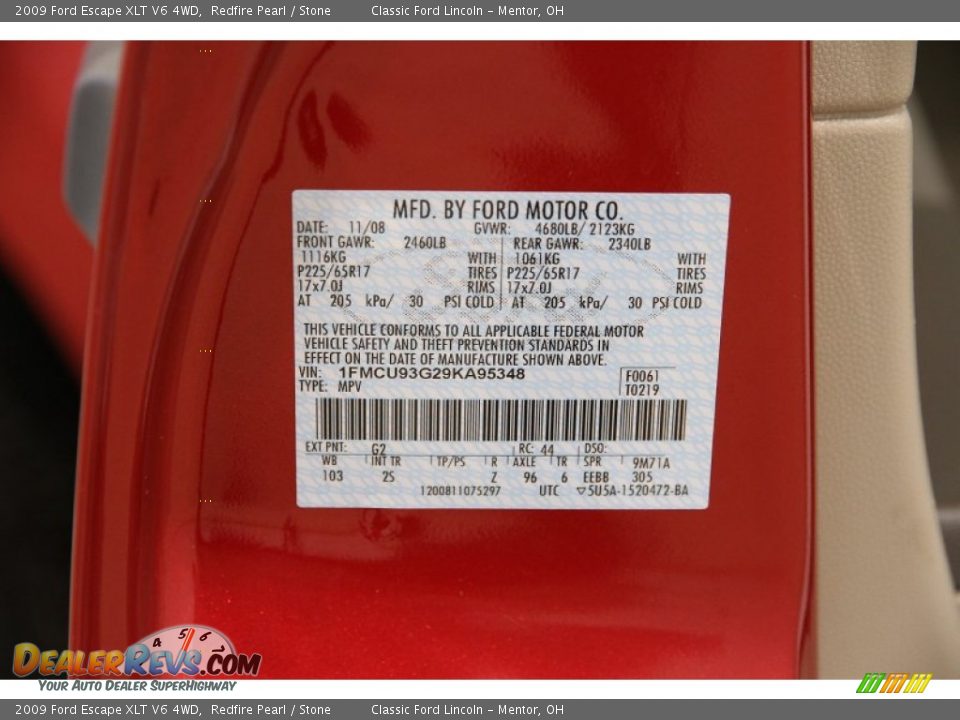 2009 Ford Escape XLT V6 4WD, Redfire Pearl / Stone Classic Ford Lincoln - Mentor, OH
MFD. BY FORD MOTOR CO.
DATE: 11/08 GVWR: 4680LB/ 2123KG
FRONT GAWR: 2460LB REAR GAWR: 2340LB
1116KG WITH 1061KG WITH
P225/65R17 TIRES P225/65R17 TIRES
17x7.0J RIMS 17x7.0J RIMS
AT 205 kPa/ 30 PSI COLD AT 205 kPa/ 30 PSI COLD
THIS VEHICLE CONFORMS TO ALL APPLICABLE FEDERAL MOTOR
VEHICLE SAFETY AND THEFT PREVENTION STANDARDS IN
EFFECT ON THE DATE OF MANUFACTURE SHOWN ABOVE.
VIN: 1FMCU93G29KA95348 F0061
TYPE: MPV T0219
EXT PNT: G2 RC: 44 DSO:
WB INT TR TP/PS R AXLE TR SPR 9M71A
103 2S Z 96 6 EEBB 305
1200811075297 UTC ▽5U5A-1520472-BA
4 5 6
DEALERREVS.COM
YOUR AUTO DEALER SUPERHIGHWAY
2009 Ford Escape XLT V6 4WD, Redfire Pearl / Stone Classic Ford Lincoln - Mentor, OH